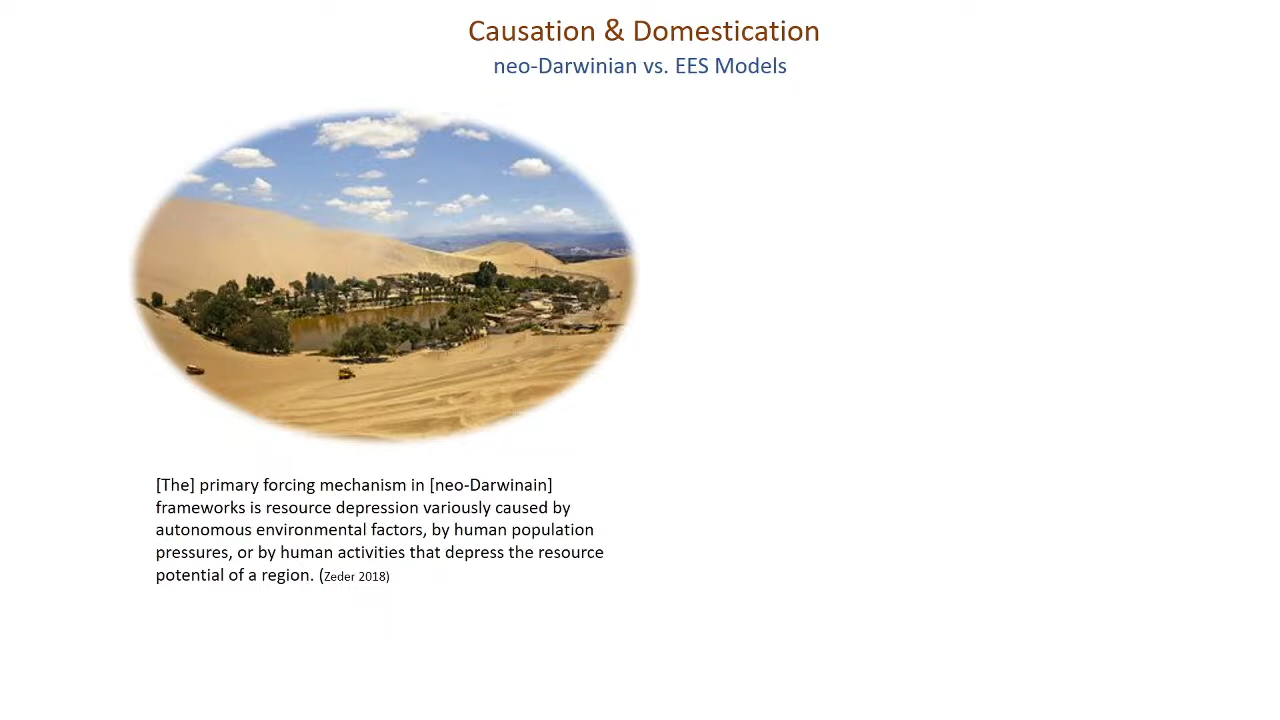 Causation & Domestication
neo-Darwinian vs. EES Models
[The] primary forcing mechanism in [neo-Darwinain]
frameworks is resource depression variously caused by
autonomous environmental factors, by human population
pressures, or by human activities that depress the resource
potential of a region. (Zeder 2018)